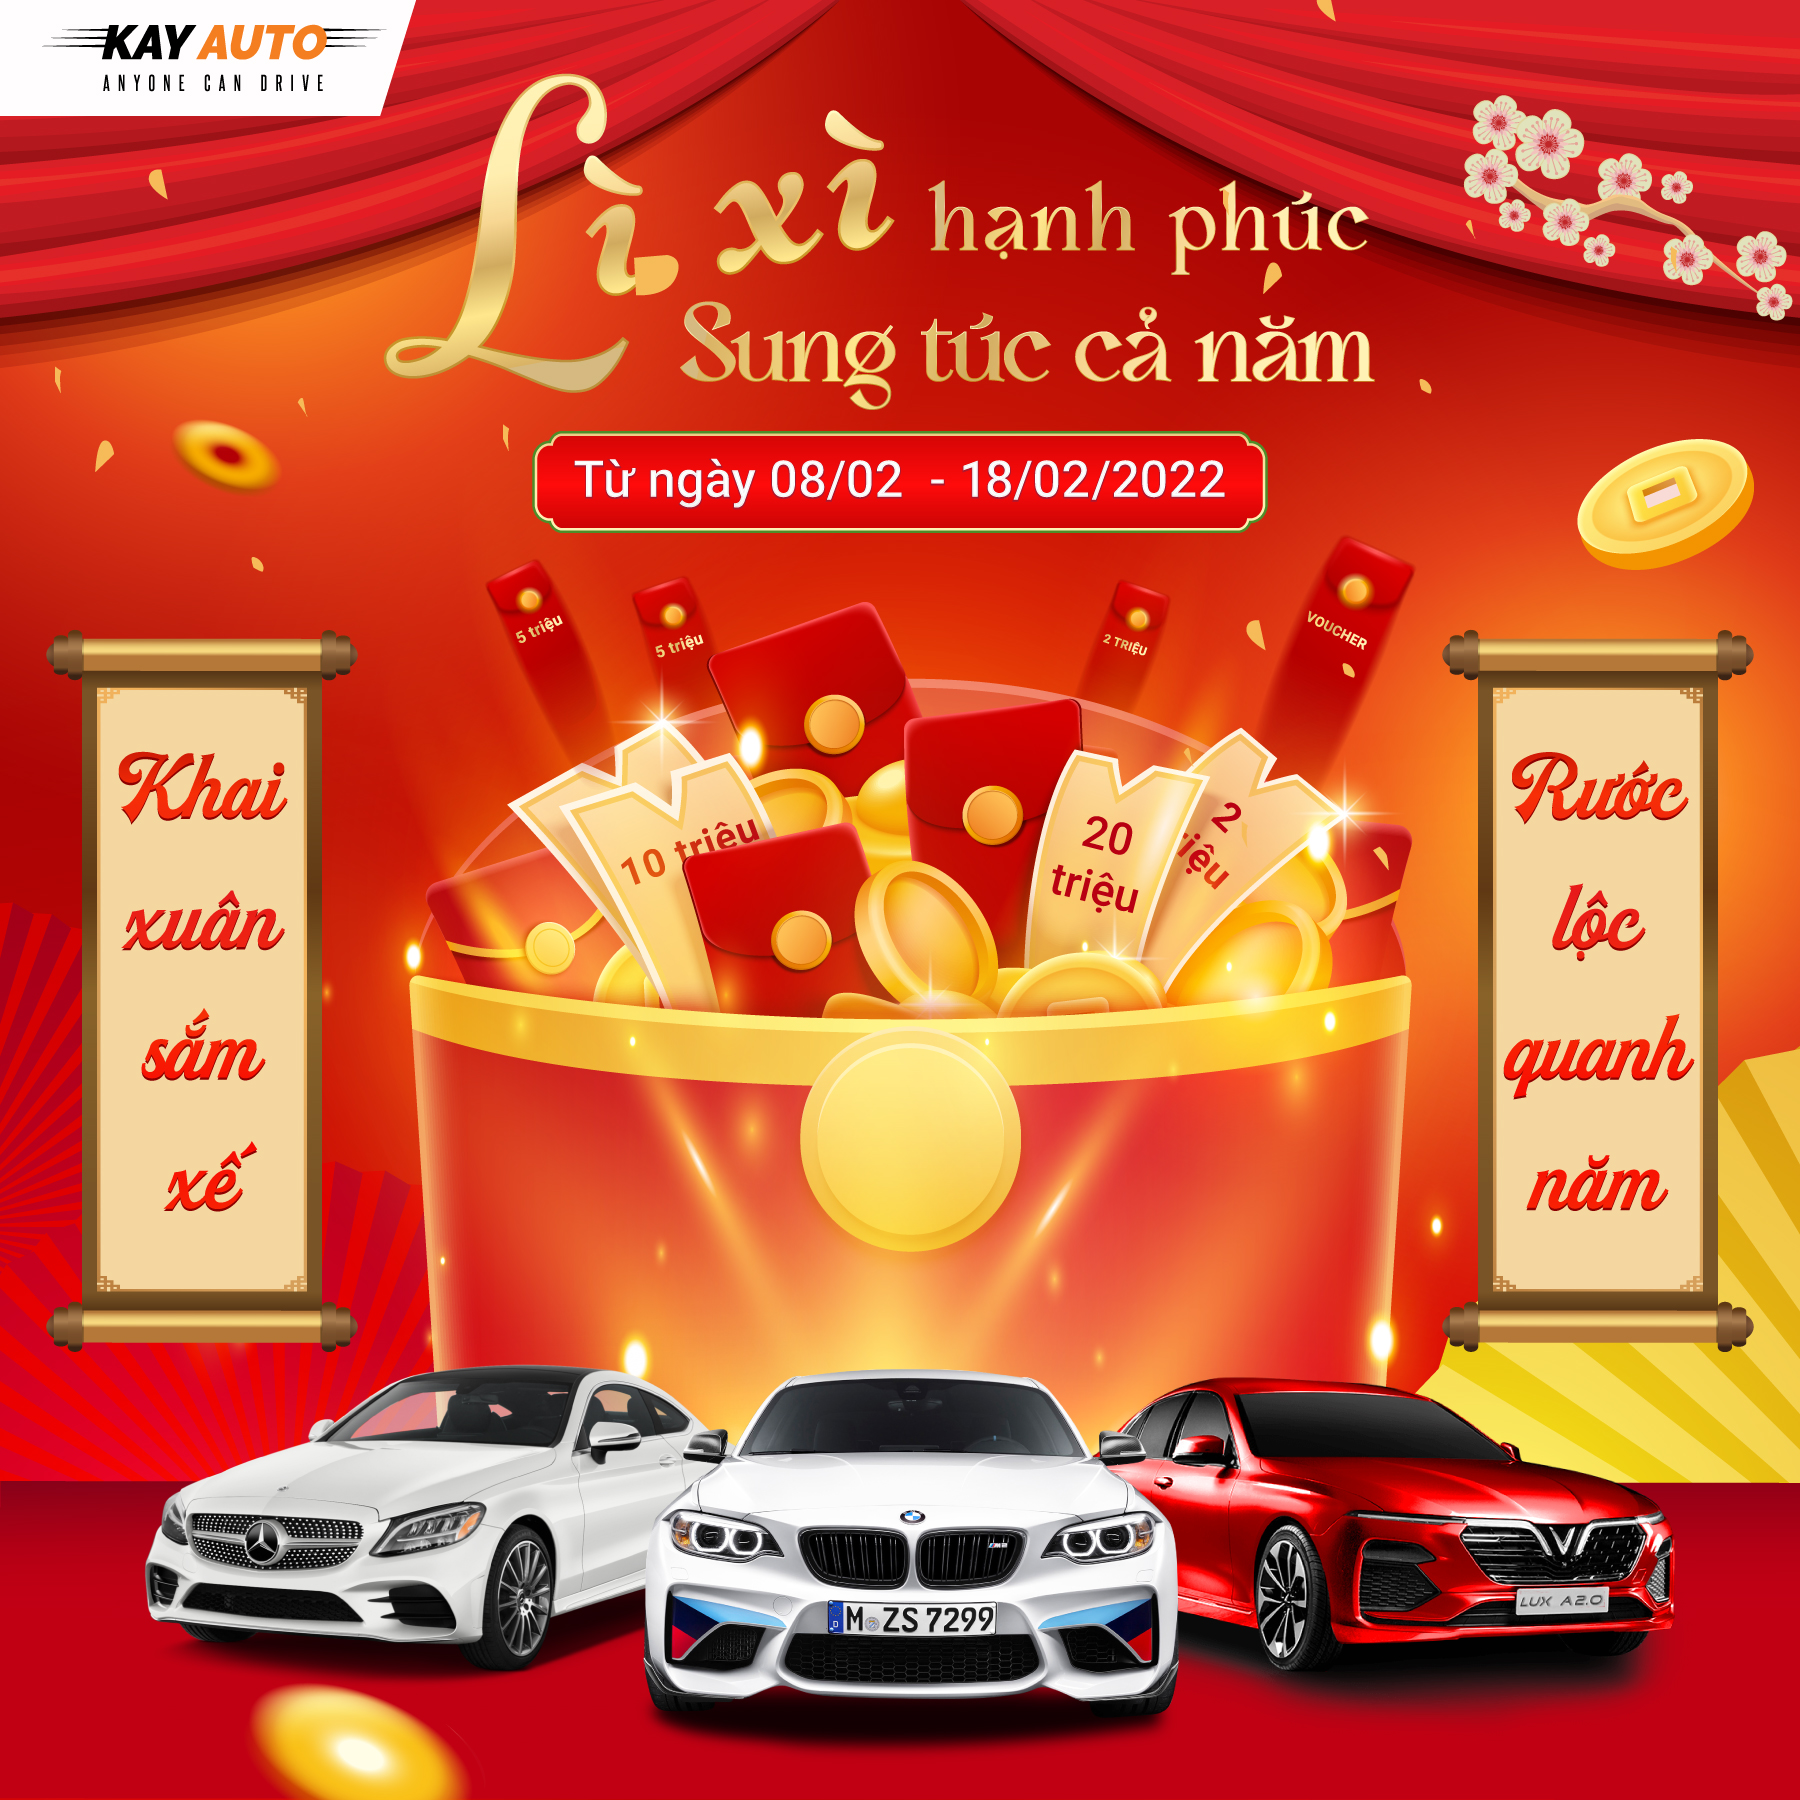 KAY AUTO
ANYONE CAN DRIVE
Lì xì hạnh phúc
Sung túc cả năm
Từ ngày 08/02 - 18/02/2022
5 triệu
5 triệu
2 TRIỆU
VOUCHER
10 triệu
20
triệu
2
iệu
Khai
xuân
sắm
xế
Rước
lộc
quanh
năm
M ZS 7299
LUX A2.0